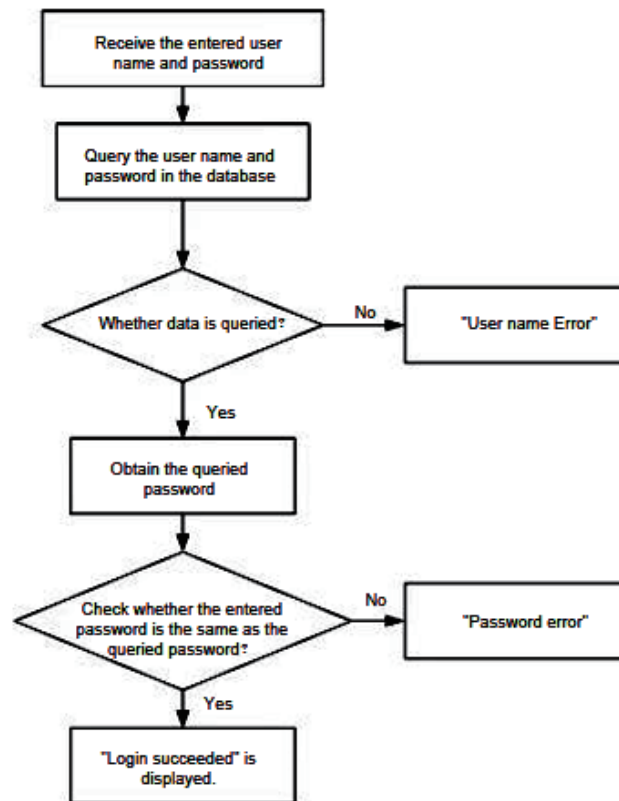 Receive the entered user
name and password
Query the user name and
password in the database
Whether data is queried?
No
"User name Error"
Yes
Obtain the queried
password
Check whether the entered
password is the same as the
queried password?
No
"Password error"
Yes
"Login succeeded" is
displayed.